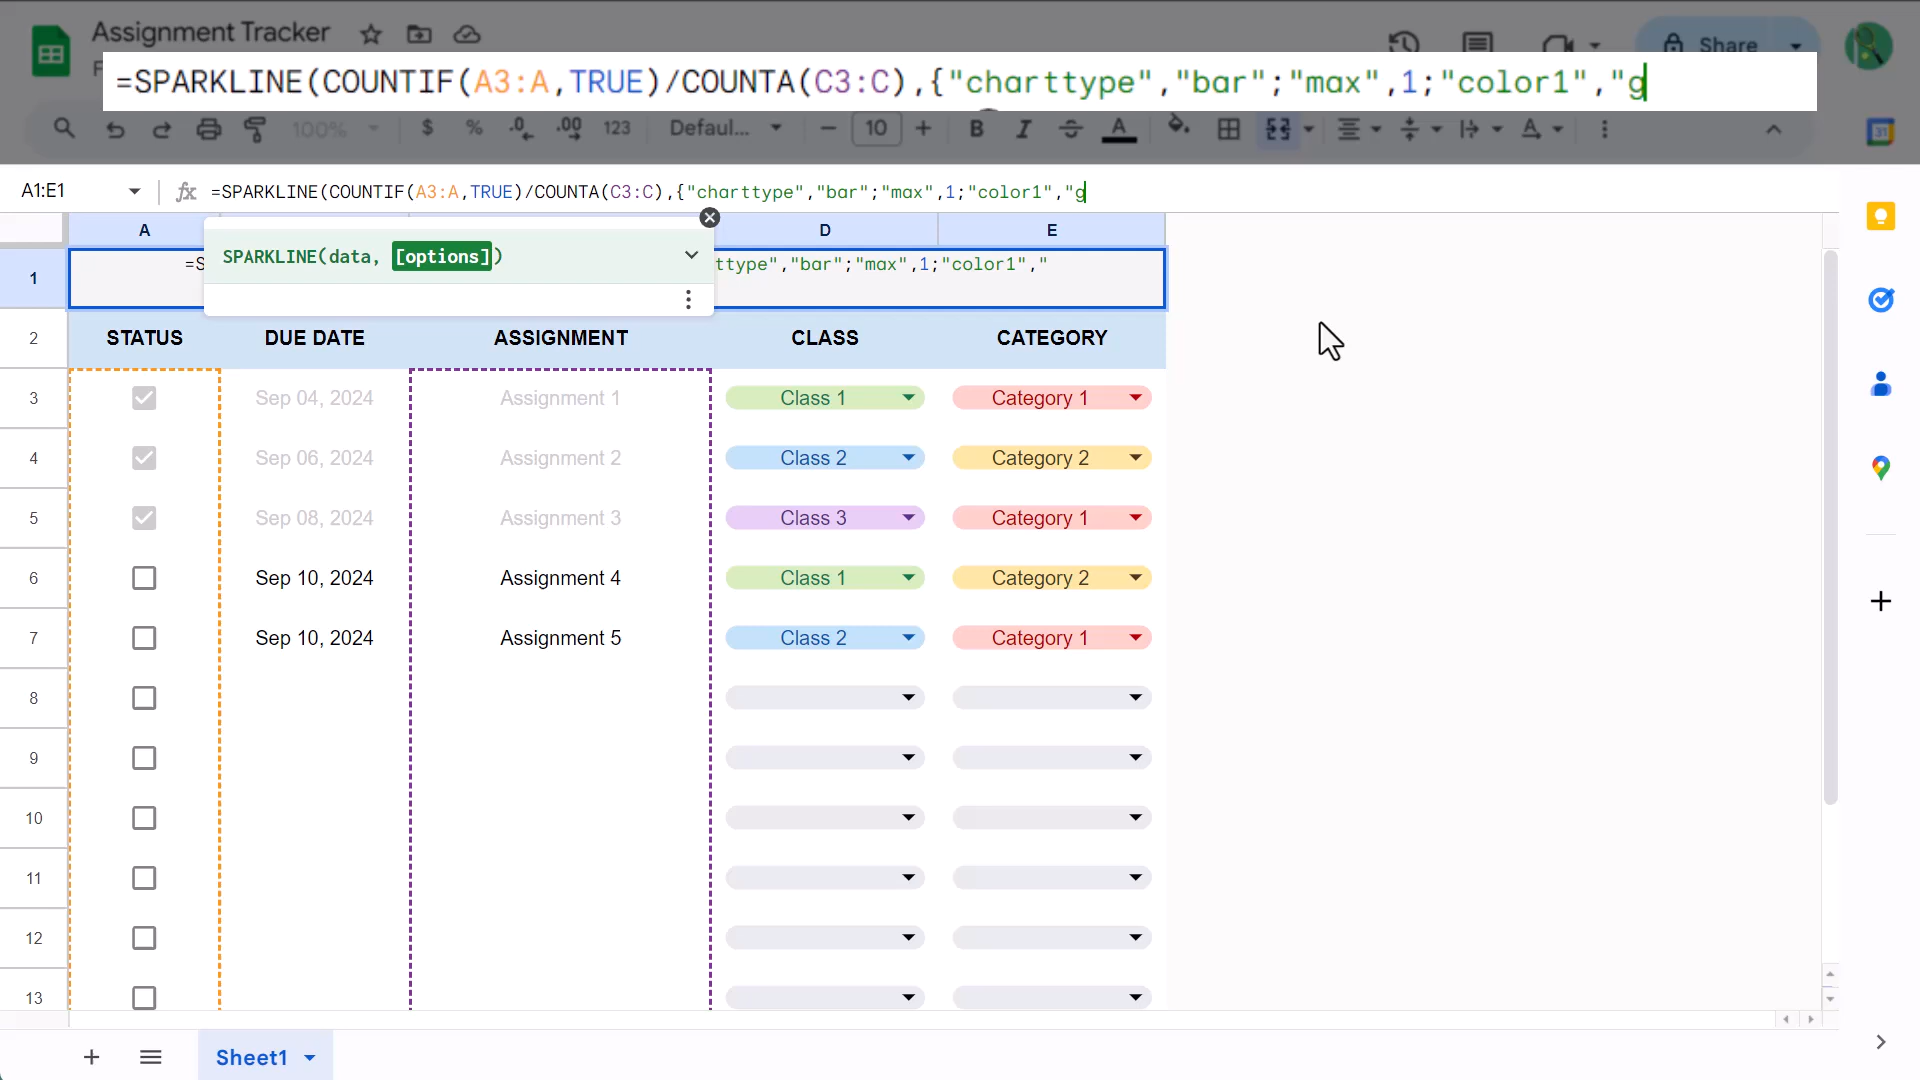 Assignment Tracker
Share
F
=SPARKLINE(COUNTIF(A3:A,TRUE)/COUNTA(C3:C),{"charttype","bar";"max",1;"color1","g
100% $ % .0 .00 123 Defaul... 10 B I S A A 31
A1:E1 fx =SPARKLINE(COUNTIF(A3:A,TRUE)/COUNTA(C3:C),{"charttype","bar";"max",1;"color1","g
A D E
SPARKLINE(data, [options])
1 =S ttype","bar";"max",1;"color1","
2 STATUS DUE DATE ASSIGNMENT CLASS CATEGORY
3 Sep 04, 2024 Assignment 1 Class 1 Category 1
4 Sep 06, 2024 Assignment 2 Class 2 Category 2
5 Sep 08, 2024 Assignment 3 Class 3 Category 1
6 Sep 10, 2024 Assignment 4 Class 1 Category 2
7 Sep 10, 2024 Assignment 5 Class 2 Category 1
8
9
10
11
12
13
Sheet1